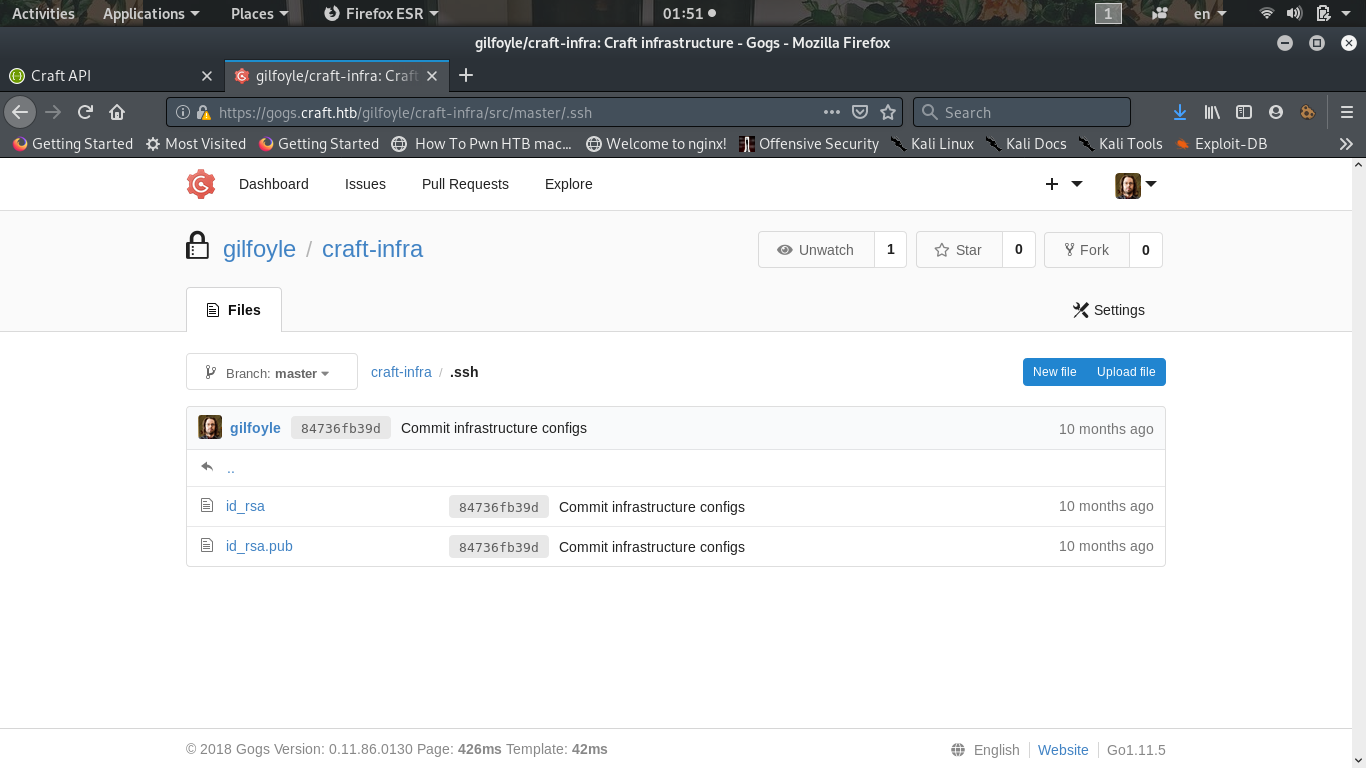 Activities Applications Places Firefox ESR 01:51 1 en
gilfoyle/craft-infra: Craft infrastructure - Gogs - Mozilla Firefox
Craft API gilfoyle/craft-infra: Craft
https://gogs.craft.htb/gilfoyle/craft-infra/src/master/.ssh Search
Getting Started Most Visited Getting Started How To Pwn HTB mac... Welcome to nginx! Offensive Security Kali Linux Kali Docs Kali Tools Exploit-DB
Dashboard Issues Pull Requests Explore
gilfoyle / craft-infra Unwatch 1 Star 0 Fork 0
Files Settings
Branch: master craft-infra / .ssh New file Upload file
gilfoyle 84736fb39d Commit infrastructure configs 10 months ago
..
id_rsa 84736fb39d Commit infrastructure configs 10 months ago
id_rsa.pub 84736fb39d Commit infrastructure configs 10 months ago
© 2018 Gogs Version: 0.11.86.0130 Page: 426ms Template: 42ms English Website Go1.11.5